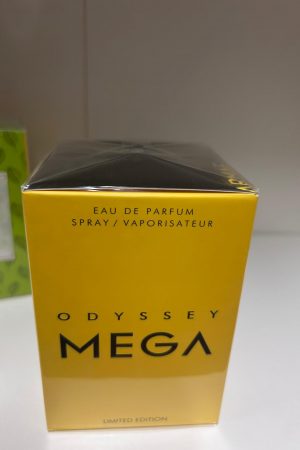 EAU DE PARFUM
SPRAY / VAPORISATEUR
ODYSSEY
MEGA
LIMITED EDITION